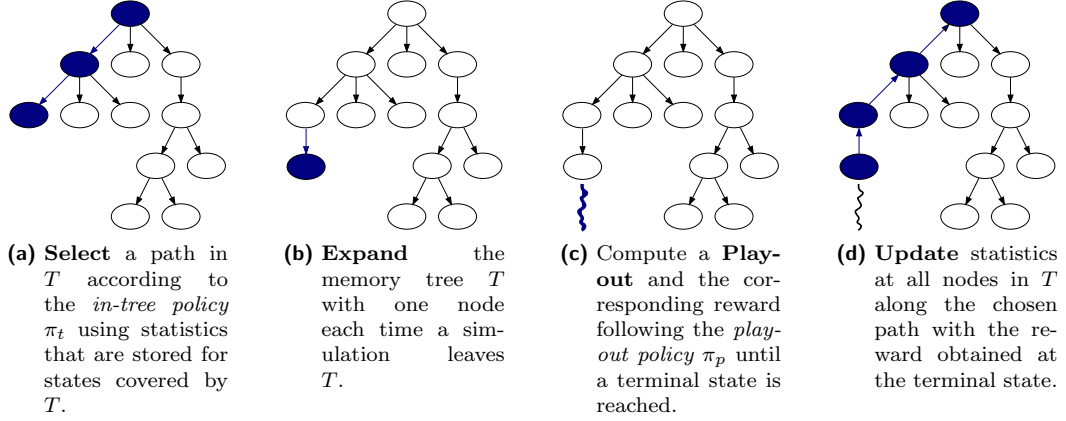 (a) Select a path in
T according to
the in-tree policy
πt using statistics
that are stored for
states covered by
T.
(b) Expand the
memory tree T
with one node
each time a sim-
ulation leaves
T.
(c) Compute a Play-
out and the cor-
responding reward
following the play-
out policy πp until
a terminal state is
reached.
(d) Update statistics
at all nodes in T
along the chosen
path with the re-
ward obtained at
the terminal state.